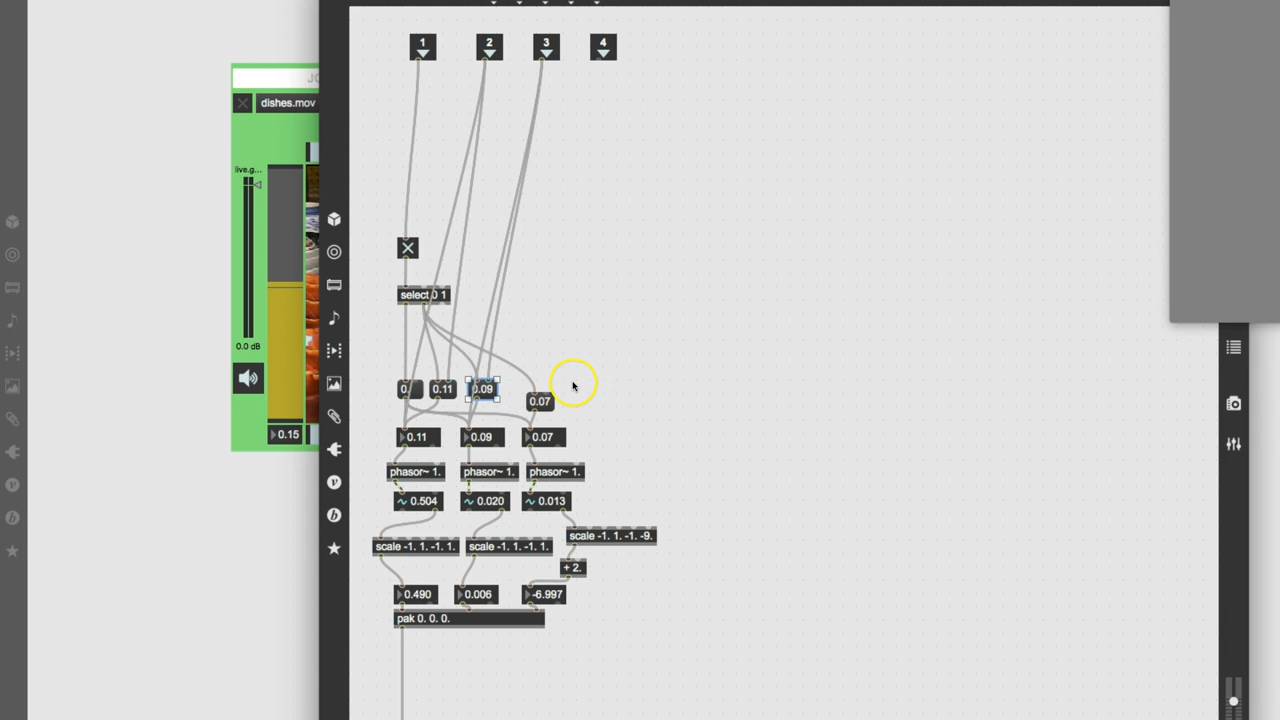 1 2 3 4
JO
dishes.mov
live.g...
0.0 dB
0.15
select 0 1
0. 0.11 0.09
0.07
0.11 0.09 0.07
phasor~ 1. phasor~ 1. phasor~ 1.
0.504 0.020 0.013
scale -1. 1. -1. -9.
scale -1. 1. -1. 1. scale -1. 1. -1. 1.
+ 2.
0.490 0.006 -6.997
pak 0. 0. 0.